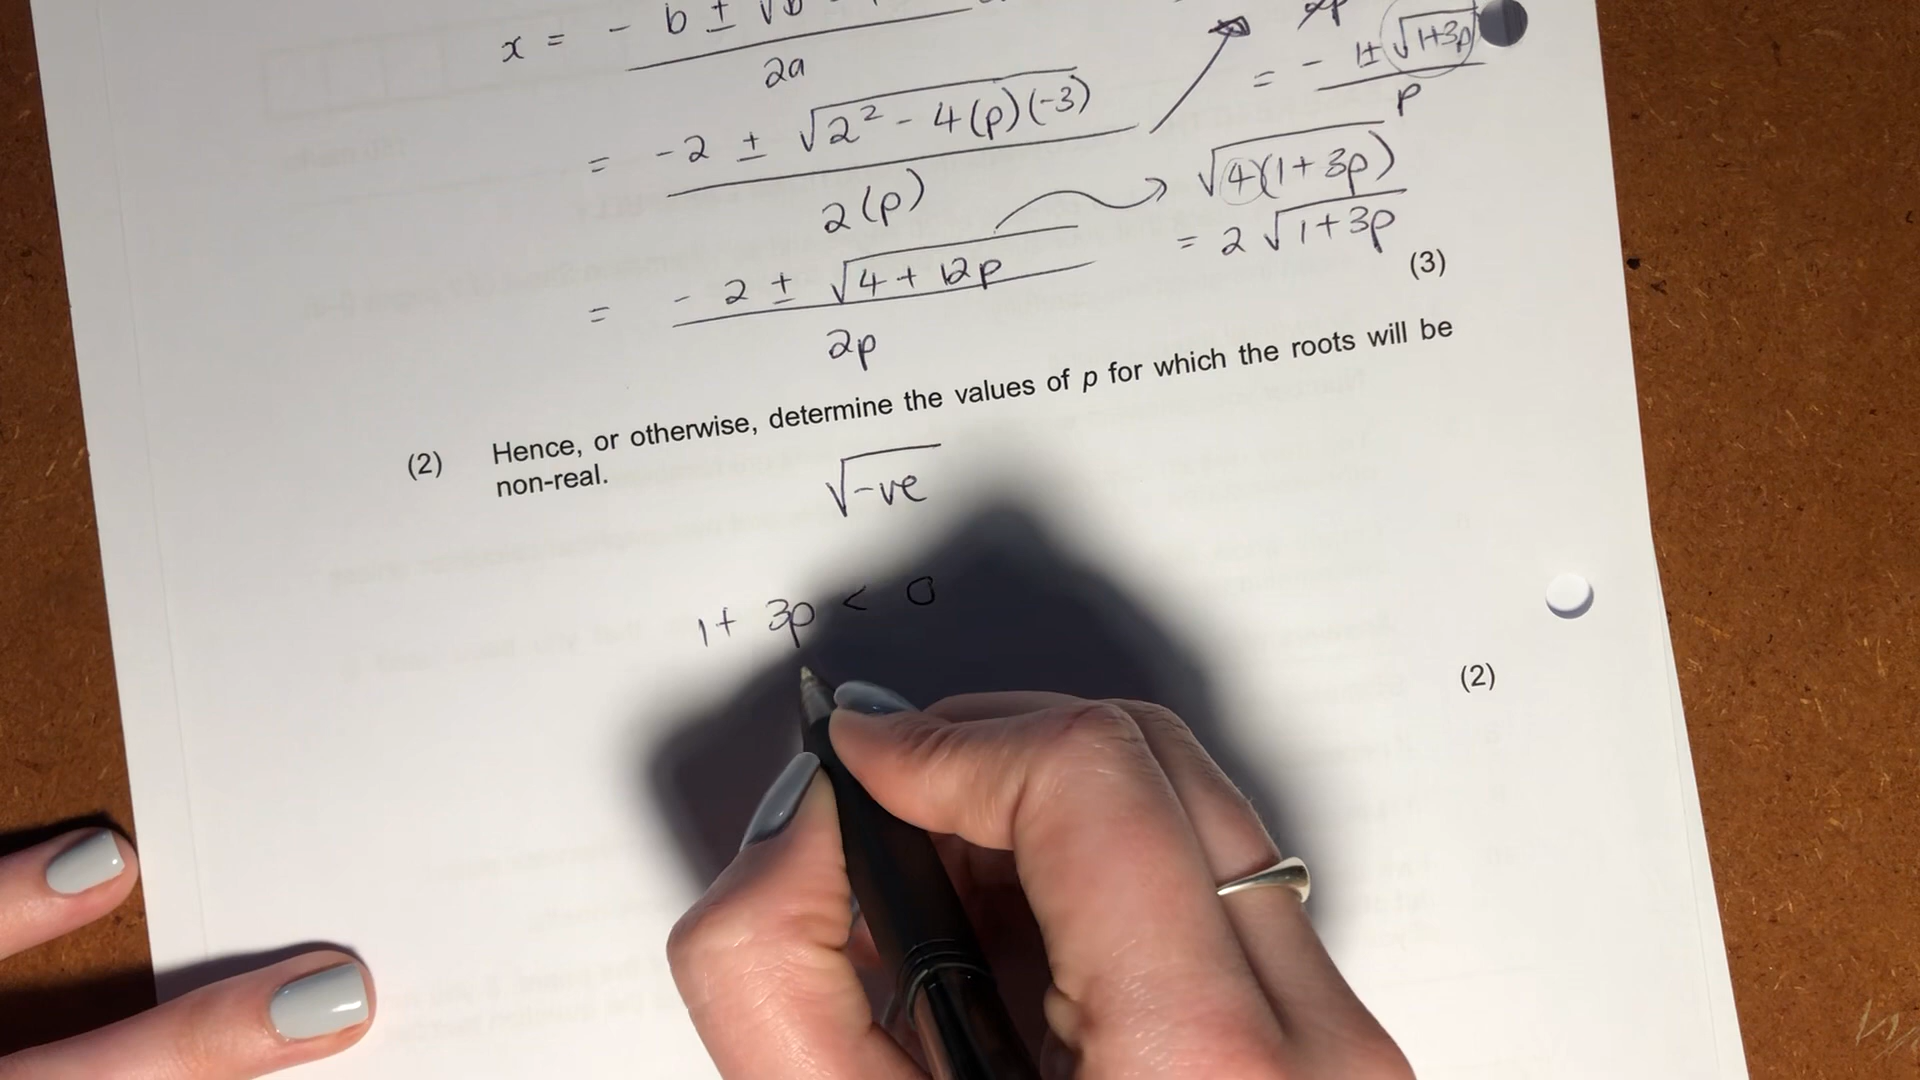 x = - b ± √b
2a
= -2 ± √2² - 4(p)(-3)
2(p)
= - 2 ± √4 + 12p
2p
= - 1 ± √1+3p
p
√4(1 + 3p)
= 2 √1+3p
(3)
(2) Hence, or otherwise, determine the values of p for which the roots will be
non-real.
√-ve
1 + 3p < 0
(2)